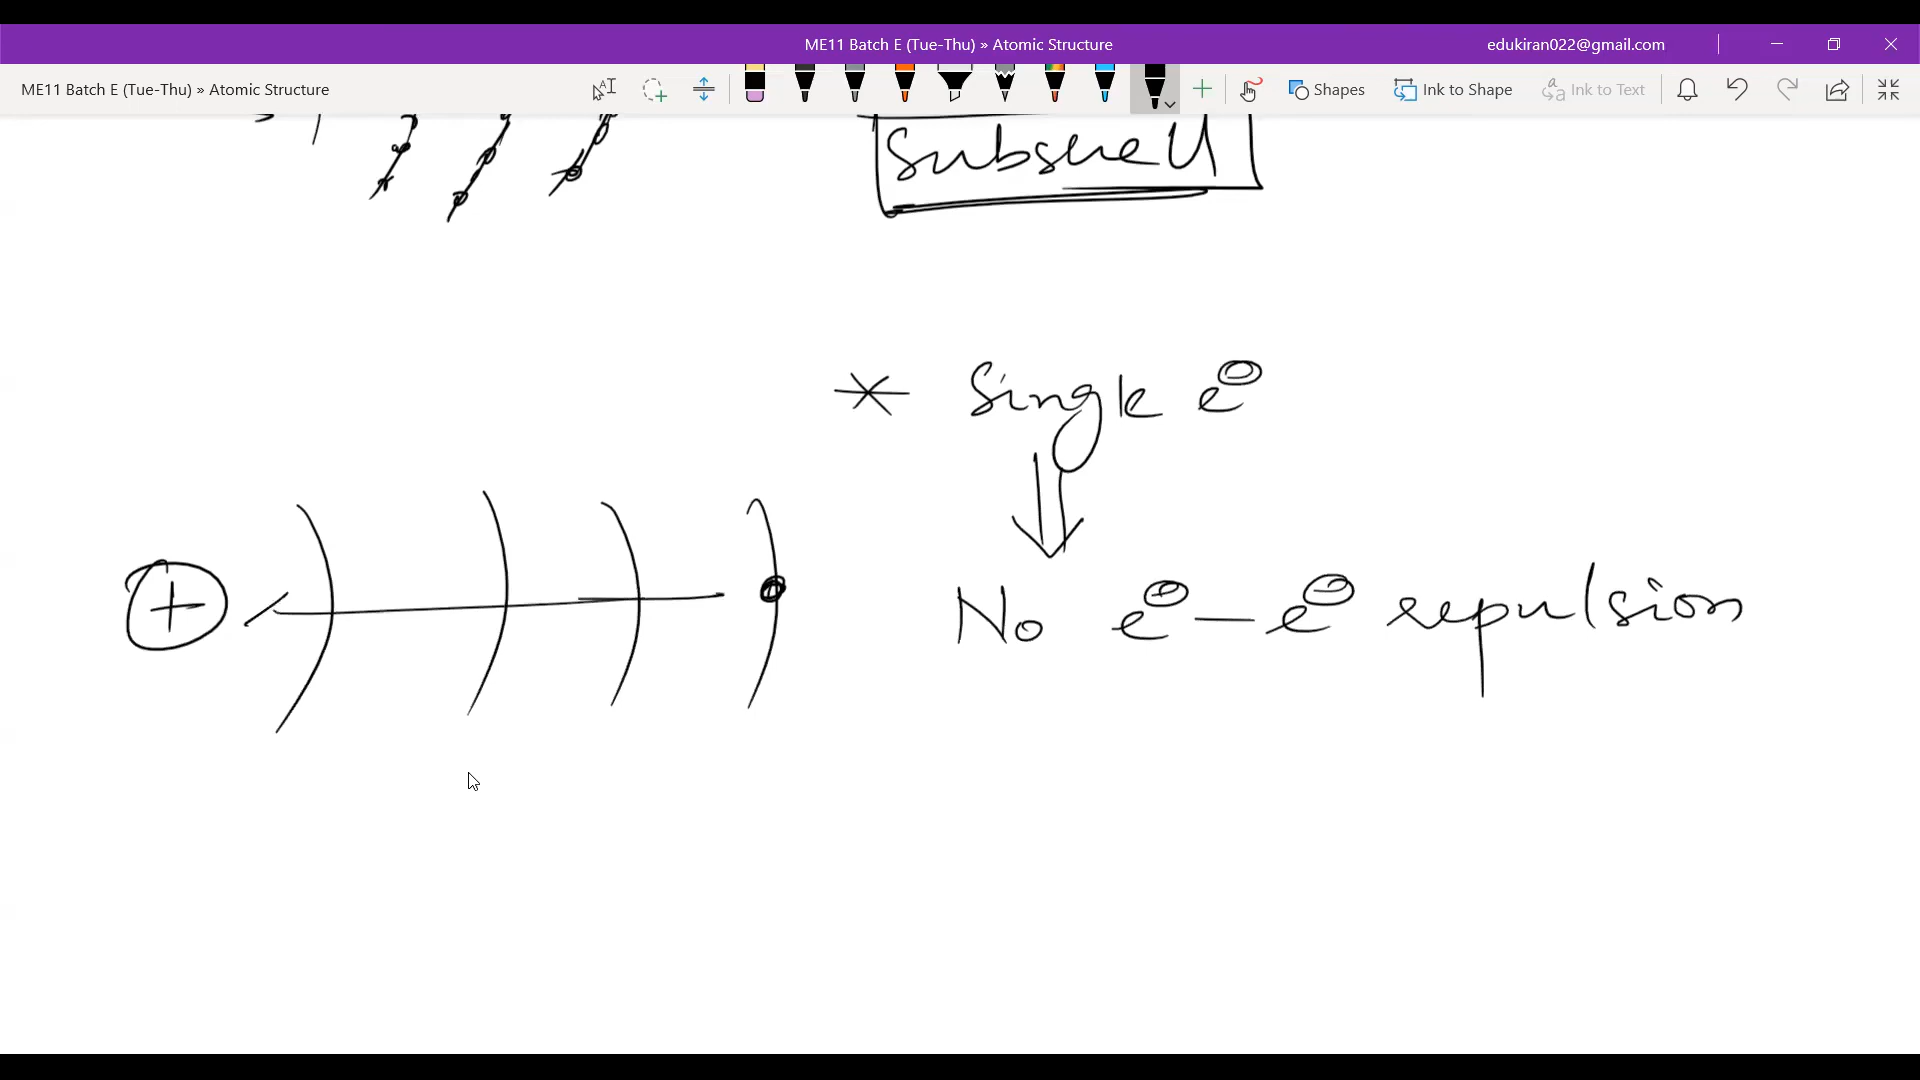 ME11 Batch E (Tue-Thu) » Atomic Structure
edukiran022@gmail.com
ME11 Batch E (Tue-Thu) » Atomic Structure
Shapes
Ink to Shape
Ink to Text
Subshell
* Single e⊖
+
No e⊖ — e⊖ repulsion